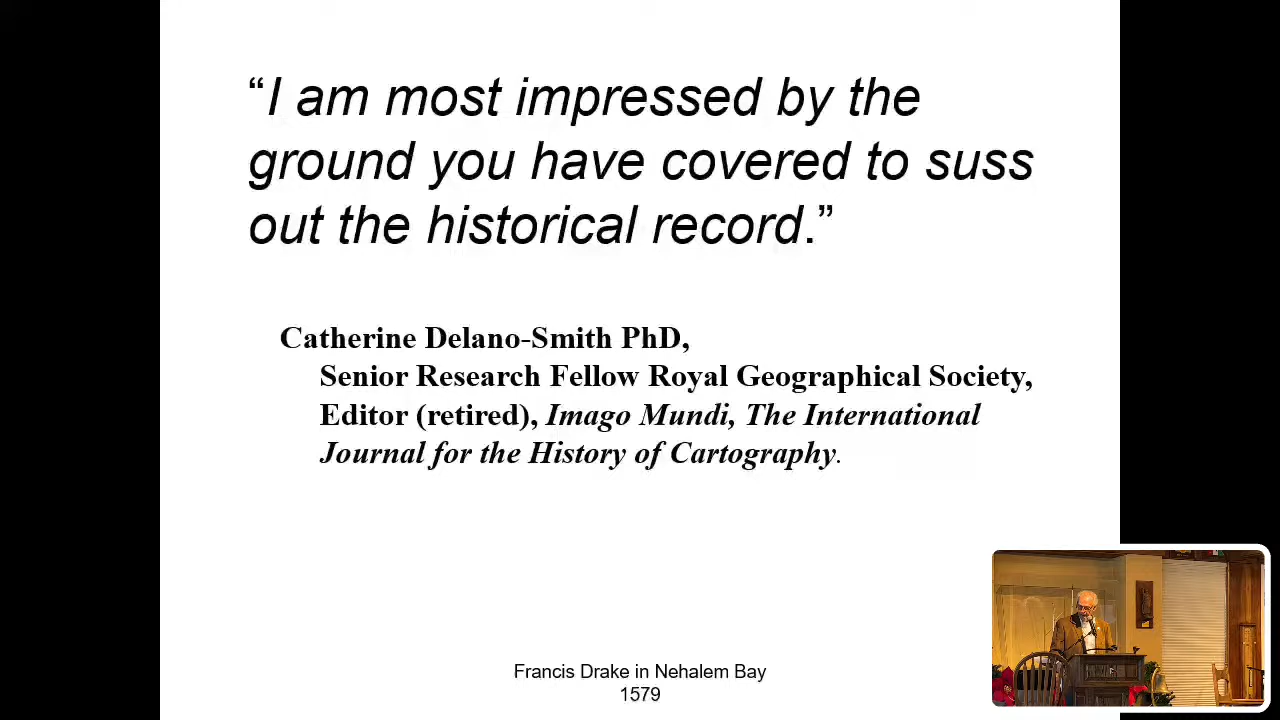 “I am most impressed by the
ground you have covered to suss
out the historical record.”
Catherine Delano-Smith PhD,
Senior Research Fellow Royal Geographical Society,
Editor (retired), Imago Mundi, The International
Journal for the History of Cartography.
Francis Drake in Nehalem Bay
1579